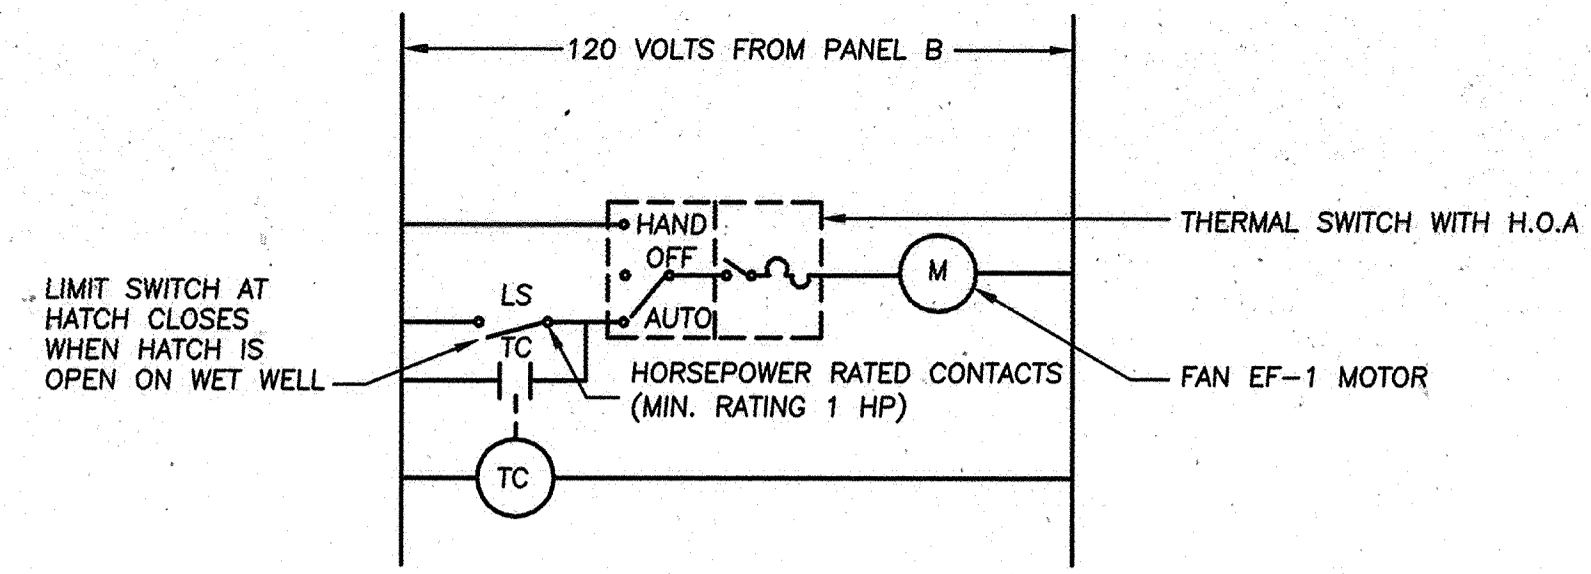 120 VOLTS FROM PANEL B
HAND
OFF
AUTO
THERMAL SWITCH WITH H.O.A
M
LIMIT SWITCH AT
HATCH CLOSES
WHEN HATCH IS
OPEN ON WET WELL
LS
TC
HORSEPOWER RATED CONTACTS
(MIN. RATING 1 HP)
FAN EF-1 MOTOR
TC